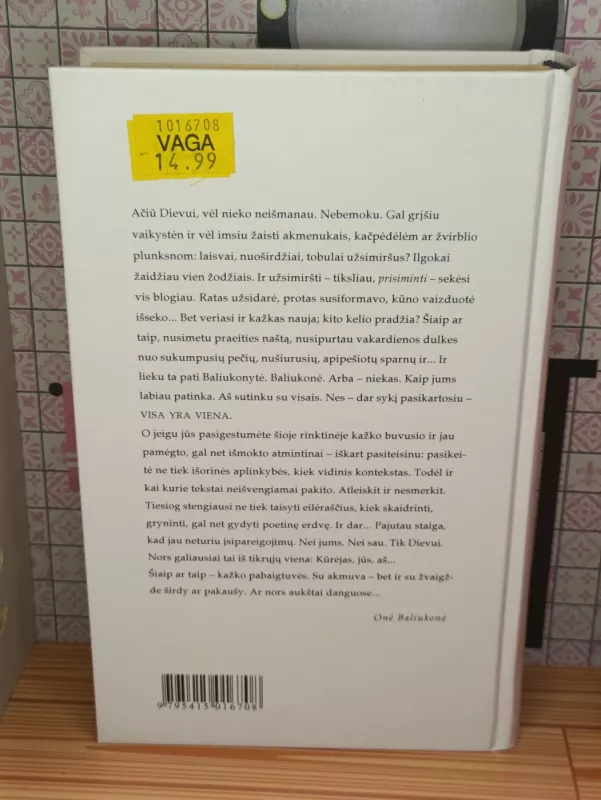 1016708
VAGA
14.99
Ačiū Dievui, vėl nieko neišmanau. Nebemoku. Gal grįšiu
vaikystėn ir vėl imsiu žaisti akmenukais, kačpėdėlėm ar žvirblio
plunksnom: laisvai, nuoširdžiai, tobulai užsimiršus? Ilgokai
žaidžiau vien žodžiais. Ir užsimiršti – tiksliau, prisiminti – sekėsi
vis blogiau. Ratas užsidarė, protas susiformavo, kūno vaizduotė
išseko... Bet veriasi ir kažkas nauja; kito kelio pradžia? Šiaip ar
taip, nusimetu praeities naštą, nusipurtau vakardienos dulkes
nuo sukumpusių pečių, nušiurusių, apipešiotų sparnų ir... Ir
lieku ta pati Baliukonytė. Baliukonė. Arba – niekas. Kaip jums
labiau patinka. Aš sutinku su visais. Nes – dar sykį pasikartosiu –
VISA YRA VIENA.
O jeigu jūs pasigestumėte šioje rinktinėje kažko buvusio ir jau
pamėgto, gal net išmokto atmintinai – iškart pasiteisinu: pasikei-
tė ne tiek išorinės aplinkybės, kiek vidinis kontekstas. Todėl ir
kai kurie tekstai neišvengiamai pakito. Atleiskit ir nesmerkit.
Tiesiog stengiausi ne tiek taisyti eilėraščius, kiek skaidrinti,
gryninti, gal net gydyti poetinę erdvę. Ir dar... Pajutau staiga,
kad jau neturiu įsipareigojimų. Nei jums. Nei sau. Tik Dievui.
Nors galiausiai tai iš tikrųjų viena: Kūrėjas, jūs, aš...
Šiaip ar taip – kažko pabaigtuvės. Su akmuva – bet ir su žvaigž-
de širdy ar pakaušy. Ar nors aukštai danguose...
Onė Baliukonė
9 795415 016708